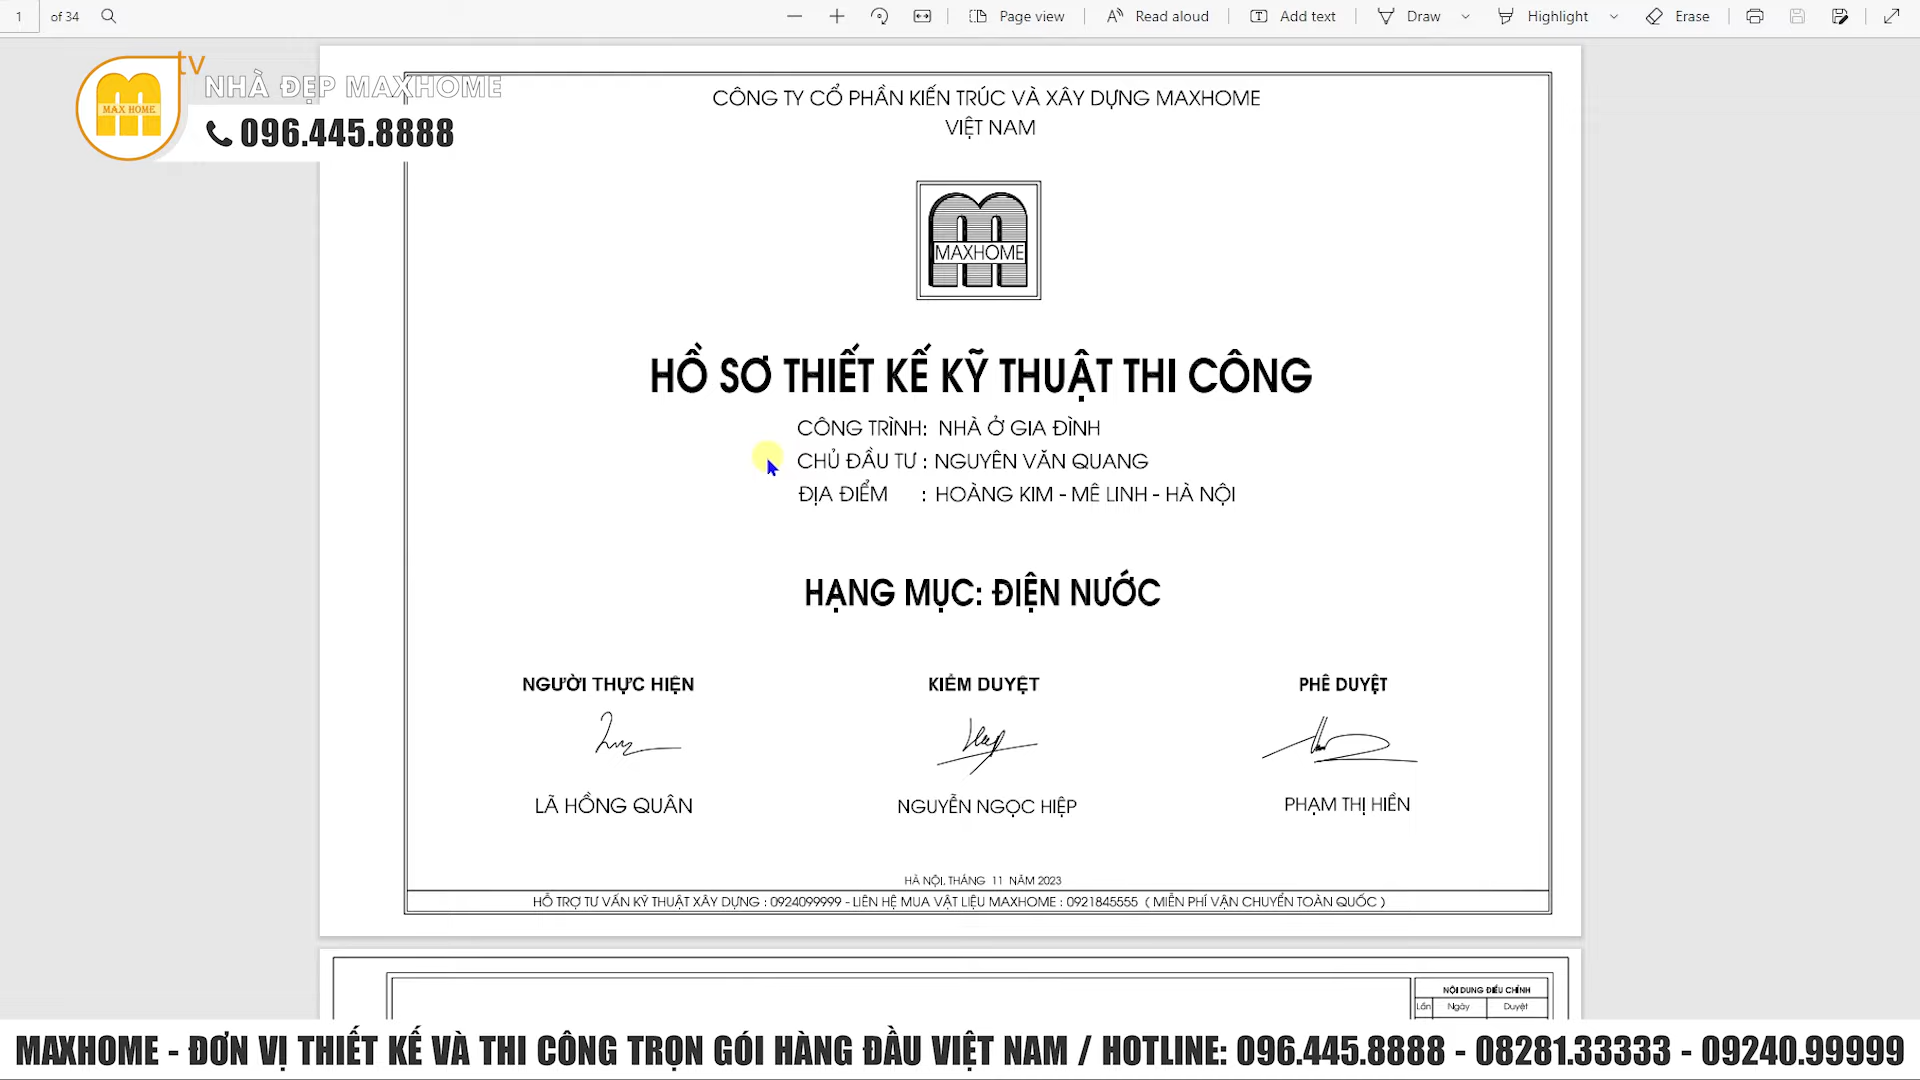 1 of 34 Page view Read aloud Add text Draw Highlight Erase
tv
NHÀ ĐẸP MAXHOME
MAX HOME
096.445.8888
CÔNG TY CỔ PHẦN KIẾN TRÚC VÀ XÂY DỰNG MAXHOME
VIỆT NAM
MAXHOME
HỒ SƠ THIẾT KẾ KỸ THUẬT THI CÔNG
CÔNG TRÌNH: NHÀ Ở GIA ĐÌNH
CHỦ ĐẦU TƯ : NGUYÊN VĂN QUANG
ĐỊA ĐIỂM : HOÀNG KIM - MÊ LINH - HÀ NỘI
HẠNG MỤC: ĐIỆN NƯỚC
NGƯỜI THỰC HIỆN KIỂM DUYỆT PHÊ DUYỆT
LÃ HỒNG QUÂN NGUYỄN NGỌC HIỆP PHẠM THỊ HIỀN
HÀ NỘI, THÁNG 11 NĂM 2023
HỖ TRỢ TƯ VẤN KỸ THUẬT XÂY DỰNG : 0924099999 - LIÊN HỆ MUA VẬT LIỆU MAXHOME : 0921845555 ( MIỄN PHÍ VẬN CHUYỂN TOÀN QUỐC )
NỘI DUNG ĐIỀU CHỈNH
Lần Ngày Duyệt
MAXHOME - ĐƠN VỊ THIẾT KẾ VÀ THI CÔNG TRỌN GÓI HÀNG ĐẦU VIỆT NAM / HOTLINE: 096.445.8888 - 08281.33333 - 09240.99999